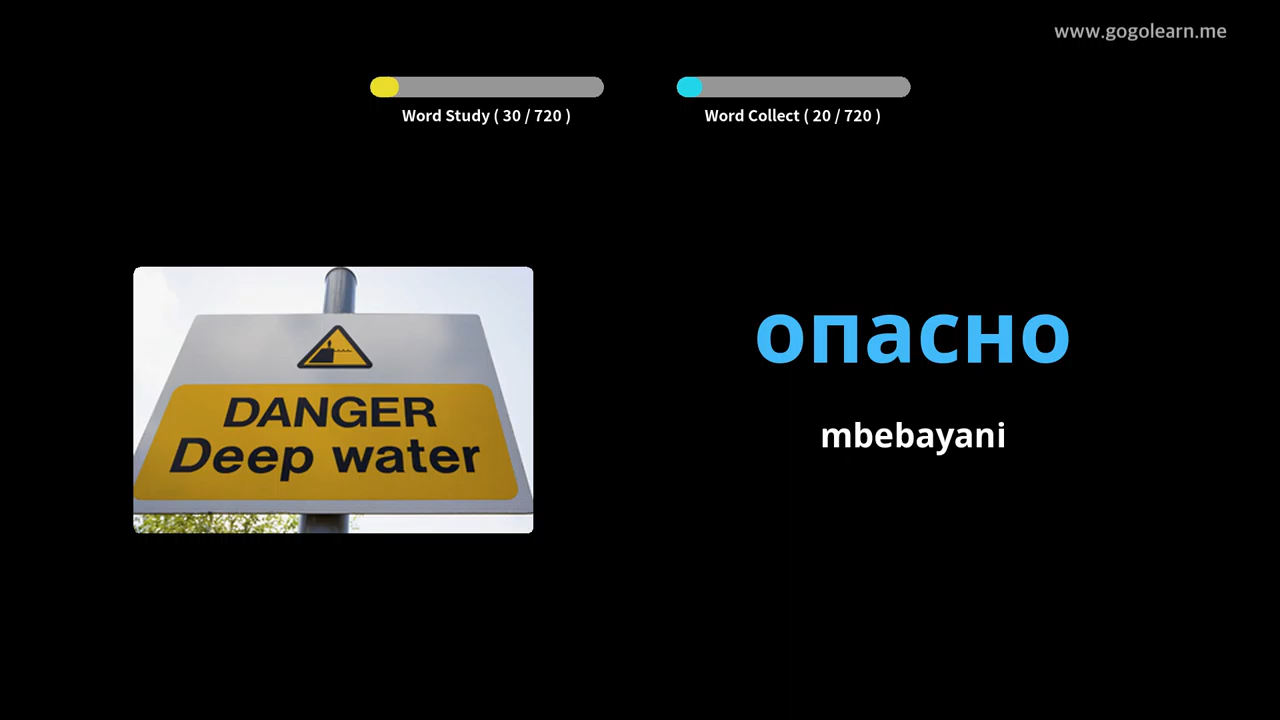 www.gogolearn.me
Word Study ( 30 / 720 )
Word Collect ( 20 / 720 )
DANGER
Deep water
опасно
mbebayani